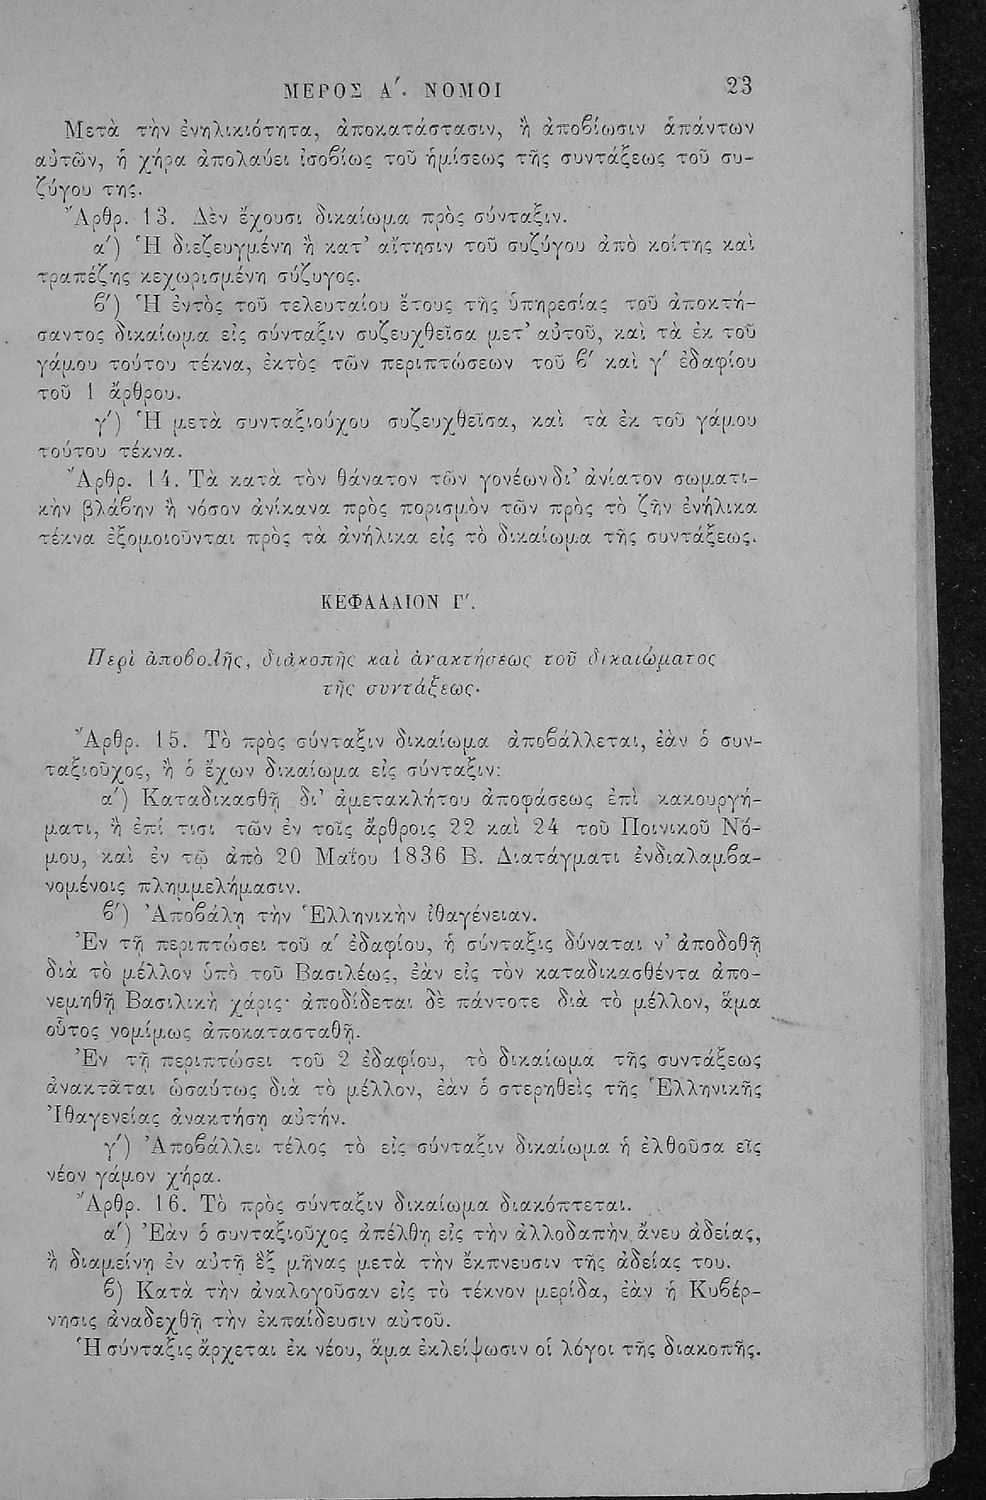 ΜΕΡΟΣ Α΄. ΝΟΜΟΙ 23
Μετὰ τὴν ἐνηλικιότητα, ἀποκατάστασιν, ἢ ἀποϐίωσιν ἁπάντων
αὐτῶν, ἡ χήρα ἀπολαύει ἰσοϐίως τοῦ ἡμίσεως τῆς συντάξεως τοῦ συ-
ζύγου της.
Ἄρθρ. 13. Δὲν ἔχουσι δικαίωμα πρὸς σύνταξιν.
α΄) Ἡ διεζευγμένη ἢ κατ' αἴτησιν τοῦ συζύγου ἀπὸ κοίτης καὶ
τραπέζης κεχωρισμένη σύζυγος.
ϐ΄) Ἡ ἐντὸς τοῦ τελευταίου ἔτους τῆς ὑπηρεσίας τοῦ ἀποκτή-
σαντος δικαίωμα εἰς σύνταξιν συζευχθεῖσα μετ' αὐτοῦ, καὶ τὰ ἐκ τοῦ
γάμου τούτου τέκνα, ἐκτὸς τῶν περιπτώσεων τοῦ ϐ΄ καὶ γ΄ ἐδαφίου
τοῦ 1 ἄρθρου.
γ΄) Ἡ μετὰ συνταξιούχου συζευχθεῖσα, καὶ τὰ ἐκ τοῦ γάμου
τούτου τέκνα.
Ἄρθρ. 14. Τὰ κατὰ τὸν θάνατον τῶν γονέων δι' ἀνίατον σωματι-
κὴν βλάϐην ἢ νόσον ἀνίκανα πρὸς πορισμὸν τῶν πρὸς τὸ ζῆν ἐνήλικα
τέκνα ἐξομοιοῦνται πρὸς τὰ ἀνήλικα εἰς τὸ δικαίωμα τῆς συντάξεως.
ΚΕΦΑΛΑΙΟΝ Γ΄.
Περὶ ἀποϐολῆς, διακοπῆς καὶ ἀνακτήσεως τοῦ δικαιώματος
τῆς συντάξεως.
Ἄρθρ. 15. Τὸ πρὸς σύνταξιν δικαίωμα ἀποϐάλλεται, ἐὰν ὁ συν-
ταξιοῦχος, ἢ ὁ ἔχων δικαίωμα εἰς σύνταξιν:
α΄) Καταδικασθῇ δι' ἀμετακλήτου ἀποφάσεως ἐπὶ κακουργή-
ματι, ἢ ἐπί τισι τῶν ἐν τοῖς ἄρθροις 22 καὶ 24 τοῦ Ποινικοῦ Νό-
μου, καὶ ἐν τῷ ἀπὸ 20 Μαΐου 1836 Β. Διατάγματι ἐνδιαλαμϐα-
νομένοις πλημμελήμασιν.
ϐ΄) Ἀποϐάλῃ τὴν Ἑλληνικὴν ἰθαγένειαν.
Ἐν τῇ περιπτώσει τοῦ α΄ ἐδαφίου, ἡ σύνταξις δύναται ν' ἀποδοθῇ
διὰ τὸ μέλλον ὑπὸ τοῦ Βασιλέως, ἐὰν εἰς τὸν καταδικασθέντα ἀπο-
νεμηθῇ Βασιλικὴ χάρις· ἀποδίδεται δὲ πάντοτε διὰ τὸ μέλλον, ἅμα
οὗτος νομίμως ἀποκατασταθῇ.
Ἐν τῇ περιπτώσει τοῦ 2 ἐδαφίου, τὸ δικαίωμα τῆς συντάξεως
ἀνακτᾶται ὡσαύτως διὰ τὸ μέλλον, ἐὰν ὁ στερηθεὶς τῆς Ἑλληνικῆς
Ἰθαγενείας ἀνακτήσῃ αὐτήν.
γ΄) Ἀποϐάλλει τέλος τὸ εἰς σύνταξιν δικαίωμα ἡ ἐλθοῦσα εἰς
νέον γάμον χήρα.
Ἄρθρ. 16. Τὸ πρὸς σύνταξιν δικαίωμα διακόπτεται.
α΄) Ἐὰν ὁ συνταξιοῦχος ἀπέλθῃ εἰς τὴν ἀλλοδαπὴν ἄνευ ἀδείας,
ἢ διαμείνῃ ἐν αὐτῇ ἓξ μῆνας μετὰ τὴν ἔκπνευσιν τῆς ἀδείας του.
ϐ) Κατὰ τὴν ἀναλογοῦσαν εἰς τὸ τέκνον μερίδα, ἐὰν ἡ Κυϐέρ-
νησις ἀναδεχθῇ τὴν ἐκπαίδευσιν αὐτοῦ.
Ἡ σύνταξις ἄρχεται ἐκ νέου, ἅμα ἐκλείψωσιν οἱ λόγοι τῆς διακοπῆς.